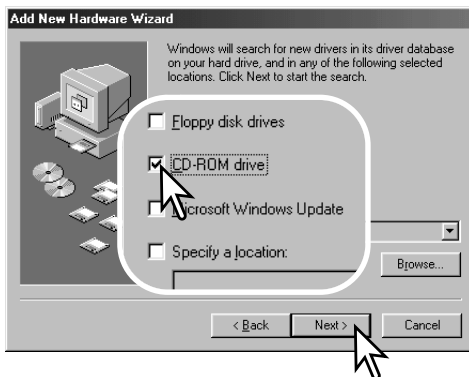 Add New Hardware Wizard
Windows will search for new drivers in its driver database
on your hard drive, and in any of the following selected
locations. Click Next to start the search.
Floppy disk drives
CD-ROM drive
Microsoft Windows Update
Specify a location:
Browse...
< Back Next > Cancel